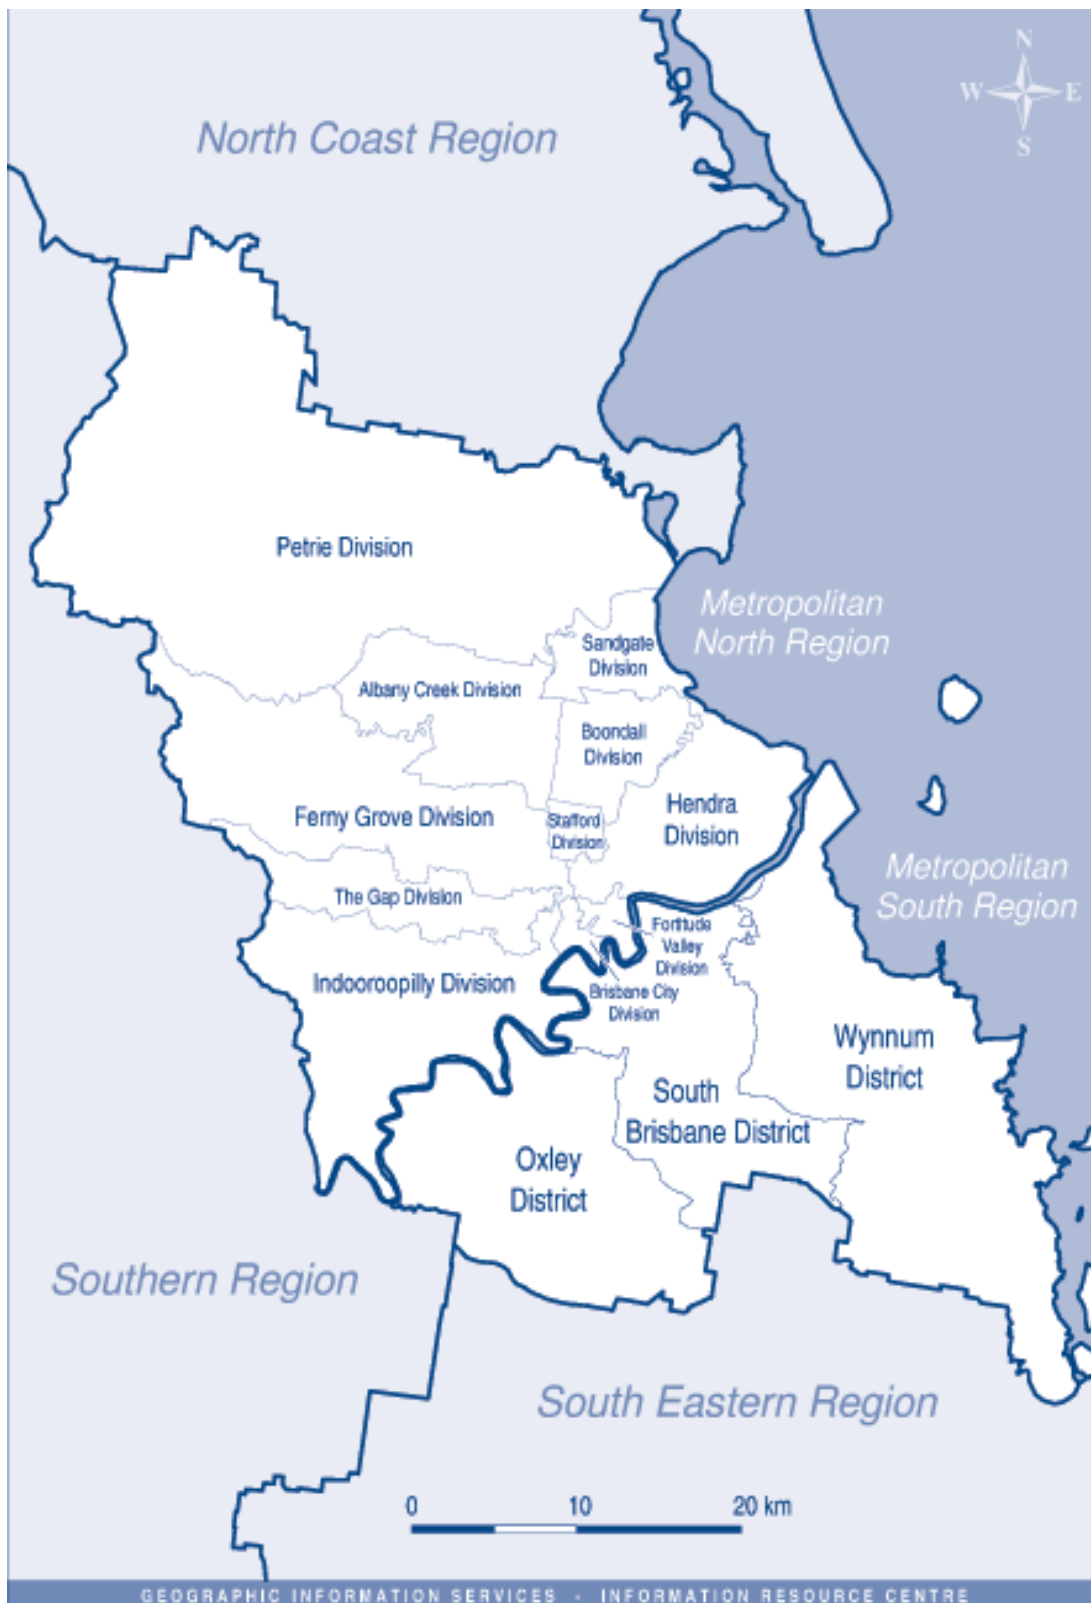 N
W E
S
North Coast Region
Petrie Division
Metropolitan
North Region
Sandgate
Division
Albany Creek Division
Boondall
Division
Hendra
Division
Ferny Grove Division
Stafford
Division
Metropolitan
South Region
The Gap Division
Fortitude
Valley
Division
Indooroopilly Division
Brisbane City
Division
Wynnum
District
South
Brisbane District
Oxley
District
Southern Region
South Eastern Region
0 10 20 km
GEOGRAPHIC INFORMATION SERVICES - INFORMATION RESOURCE CENTRE